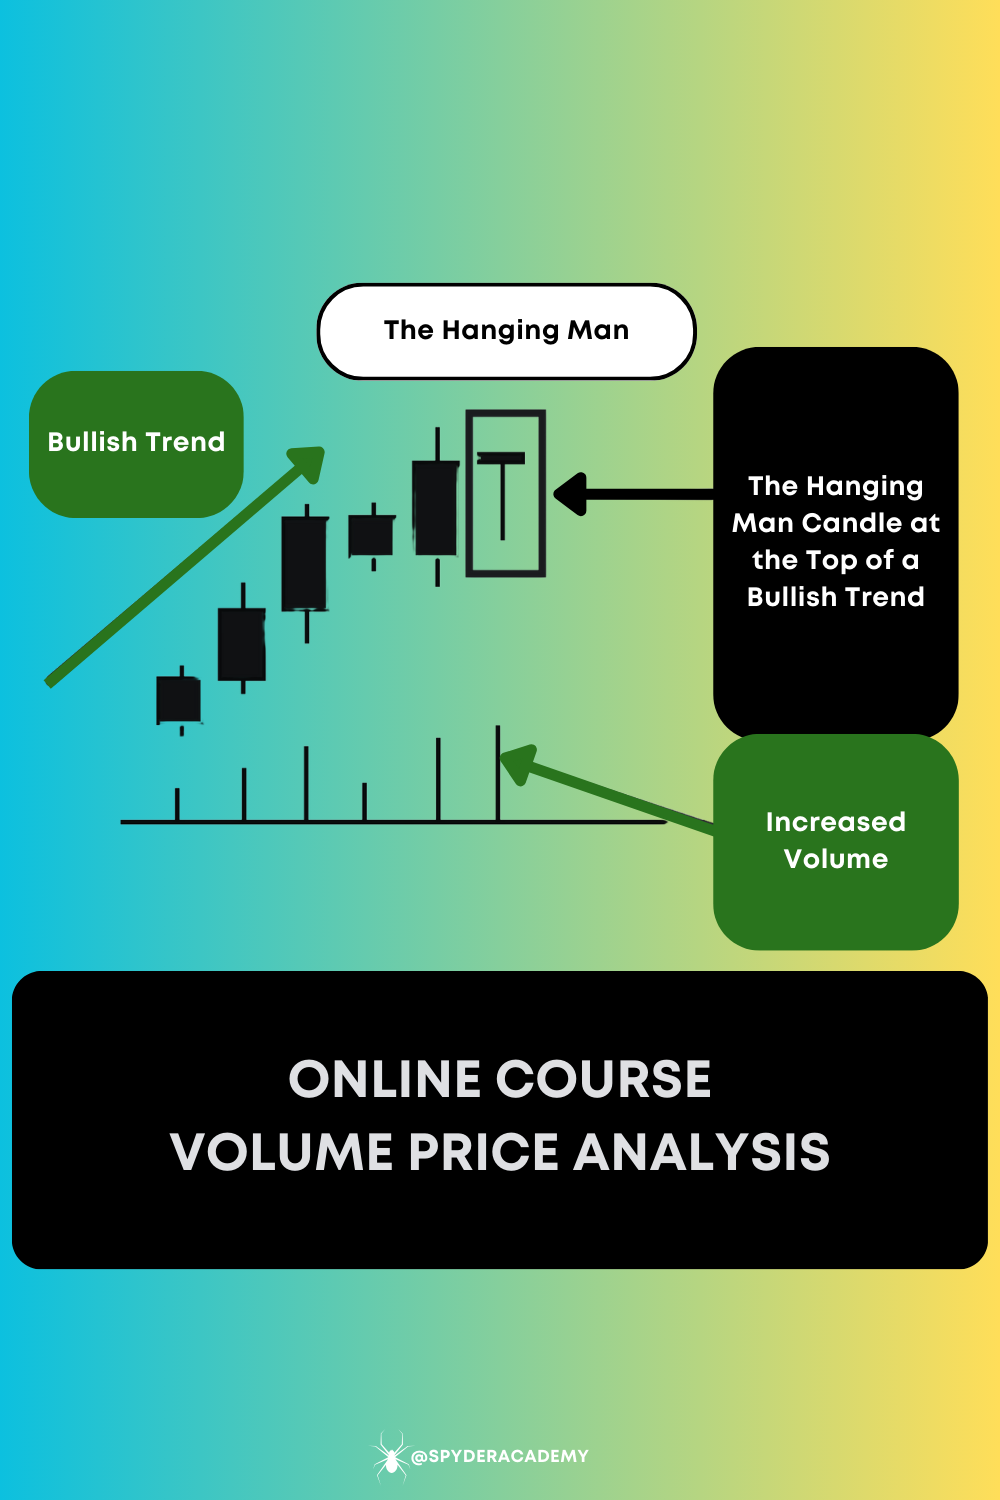 The Hanging Man
Bullish Trend
The Hanging
Man Candle at
the Top of a
Bullish Trend
Increased
Volume
ONLINE COURSE
VOLUME PRICE ANALYSIS
@SPYDERACADEMY